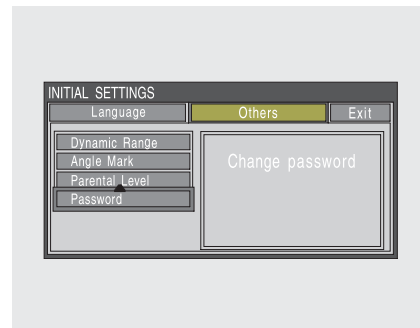 INITIAL SETTINGS
Language Others Exit
Dynamic Range
Angle Mark
Parental Level
Password
Change password